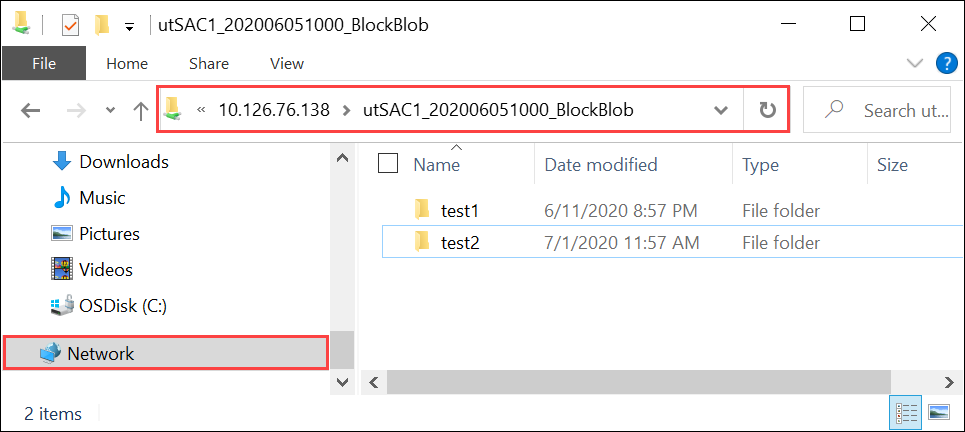 utSAC1_202006051000_BlockBlob
File Home Share View ?
« 10.126.76.138 > utSAC1_202006051000_BlockBlob Search ut...
Downloads
Music
Pictures
Videos
OSDisk (C:)
Network
Name Date modified Type Size
test1 6/11/2020 8:57 PM File folder
test2 7/1/2020 11:57 AM File folder
2 items